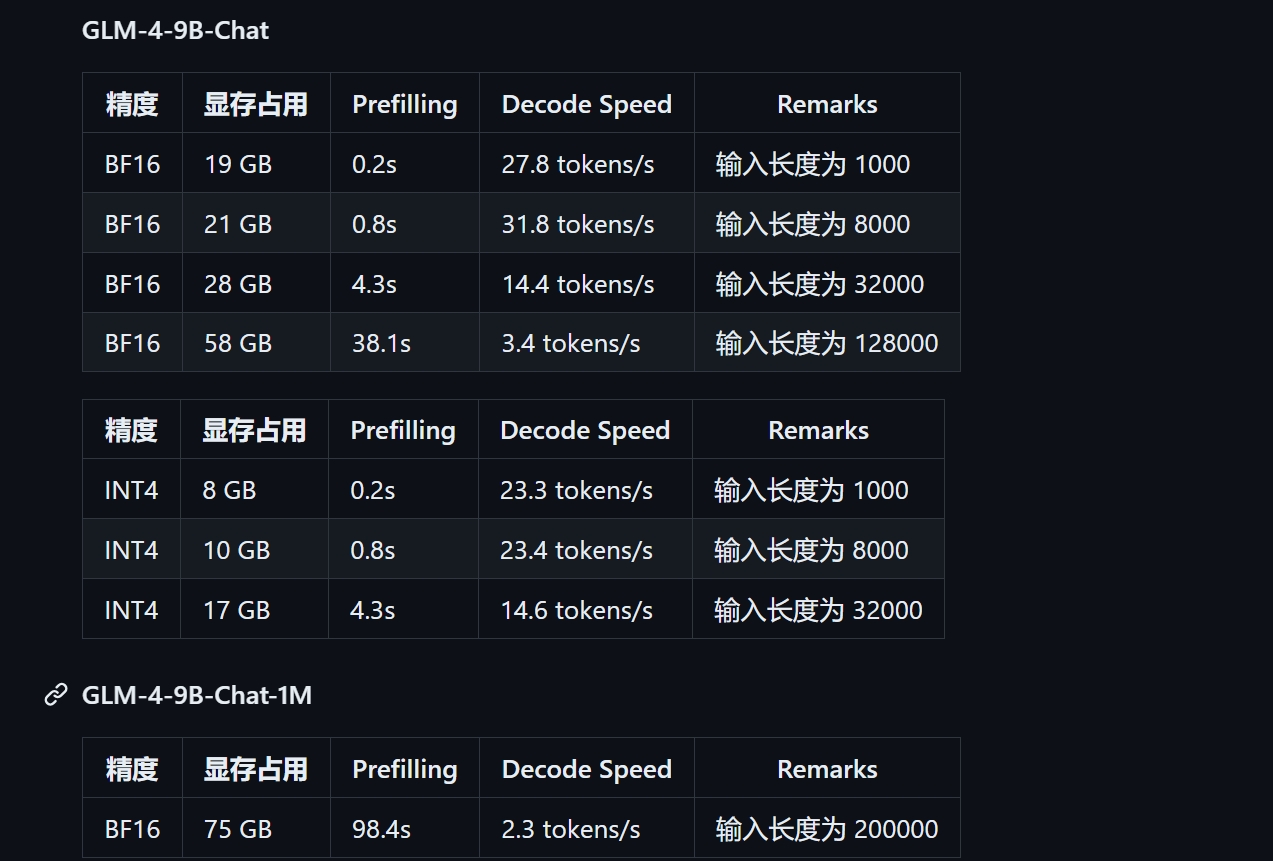 GLM-4-9B-Chat
精度 显存占用 Prefilling Decode Speed Remarks
BF16 19 GB 0.2s 27.8 tokens/s 输入长度为 1000
BF16 21 GB 0.8s 31.8 tokens/s 输入长度为 8000
BF16 28 GB 4.3s 14.4 tokens/s 输入长度为 32000
BF16 58 GB 38.1s 3.4 tokens/s 输入长度为 128000
精度 显存占用 Prefilling Decode Speed Remarks
INT4 8 GB 0.2s 23.3 tokens/s 输入长度为 1000
INT4 10 GB 0.8s 23.4 tokens/s 输入长度为 8000
INT4 17 GB 4.3s 14.6 tokens/s 输入长度为 32000
GLM-4-9B-Chat-1M
精度 显存占用 Prefilling Decode Speed Remarks
BF16 75 GB 98.4s 2.3 tokens/s 输入长度为 200000